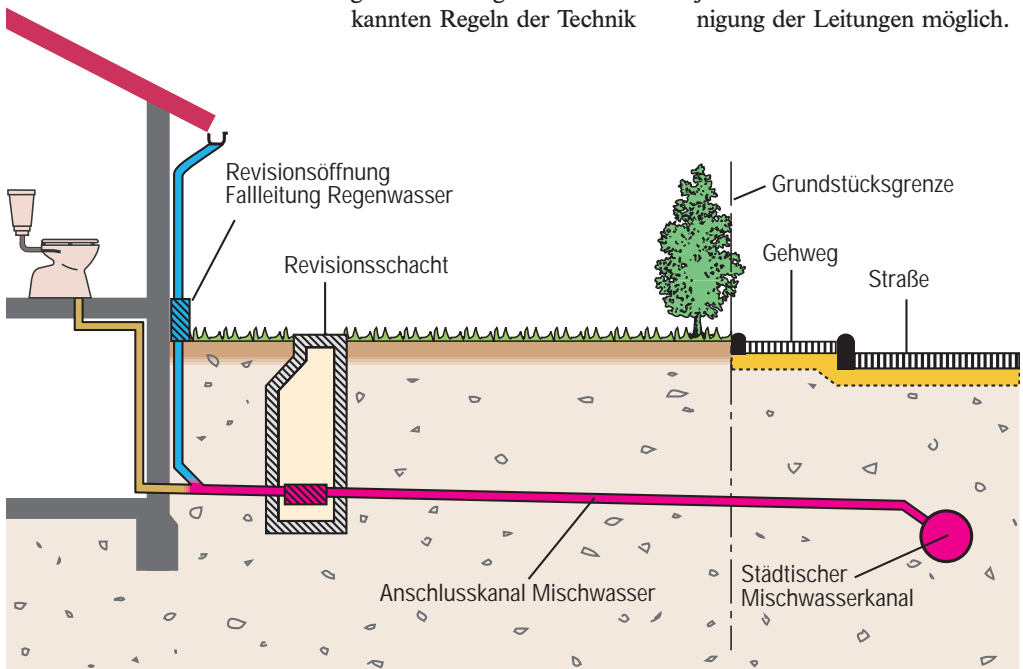 kannten Regeln der Technik
nigung der Leitungen möglich.
Revisionsöffnung
Fallleitung Regenwasser
Grundstücksgrenze
Revisionsschacht
Gehweg
Straße
Anschlusskanal Mischwasser
Städtischer
Mischwasserkanal